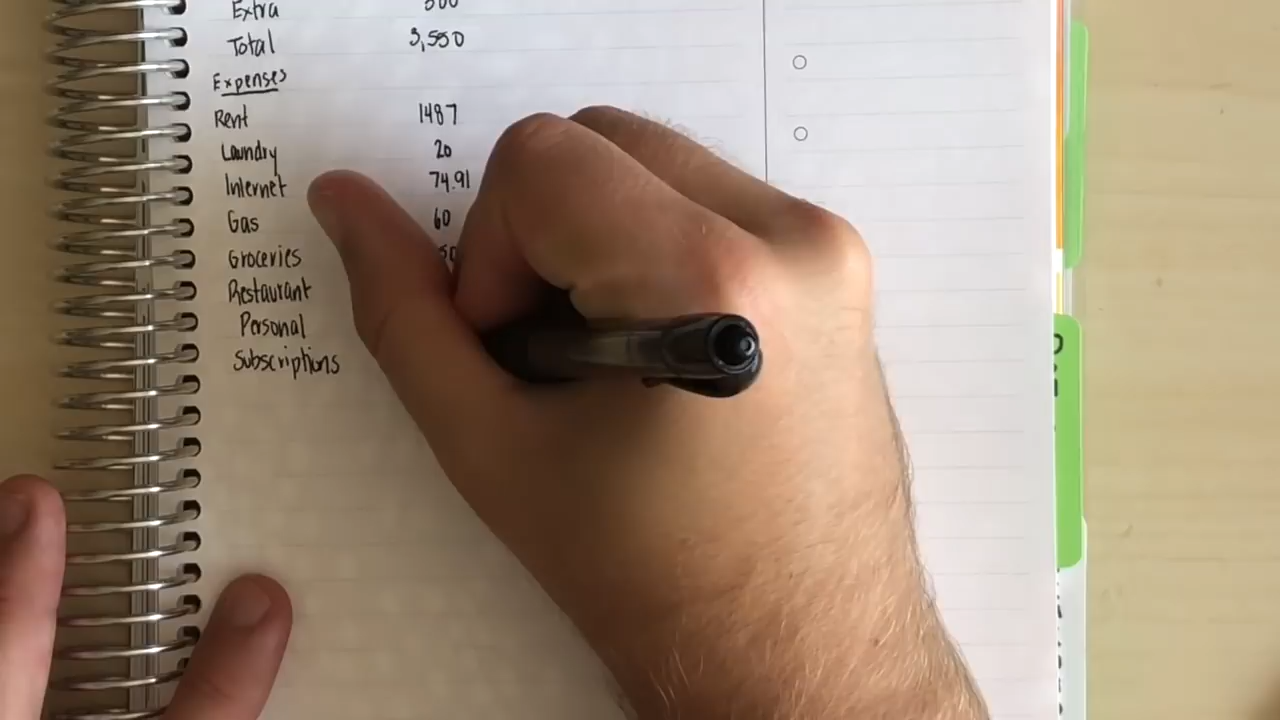 Extra
Total 3,550
Expenses
Rent 1487
Laundry 20
Internet 74.91
Gas 60
Groceries
Restaurant
Personal
Subscriptions